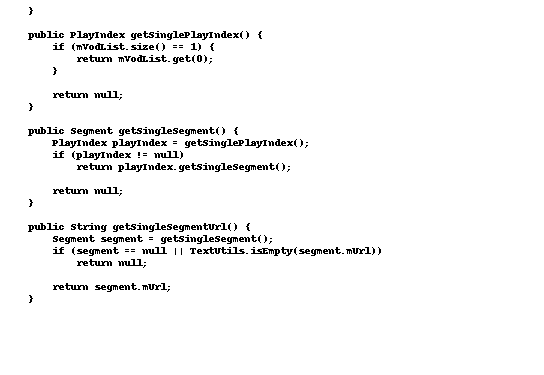 }

public PlayIndex getSinglePlayIndex() {
    if (mVodList.size() == 1) {
        return mVodList.get(0);
    }

    return null;
}

public Segment getSingleSegment() {
    PlayIndex playIndex = getSinglePlayIndex();
    if (playIndex != null)
        return playIndex.getSingleSegment();

    return null;
}

public String getSingleSegmentUrl() {
    Segment segment = getSingleSegment();
    if (segment == null || TextUtils.isEmpty(segment.mUrl))
        return null;

    return segment.mUrl;
}